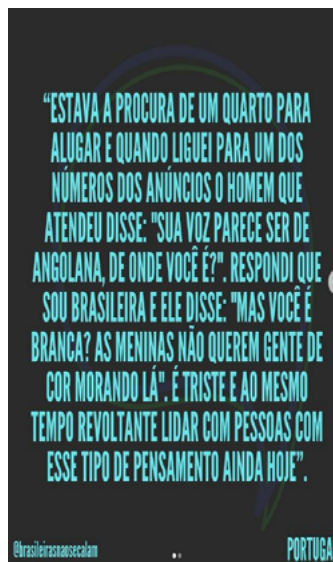 “ESTAVA A PROCURA DE UM QUARTO PARA
ALUGAR E QUANDO LIGUEI PARA UM DOS
NÚMEROS DOS ANÚNCIOS O HOMEM QUE
ATENDEU DISSE: "SUA VOZ PARECE SER DE
ANGOLANA, DE ONDE VOCÊ É?". RESPONDI QUE
SOU BRASILEIRA E ELE DISSE: "MAS VOCÊ É
BRANCA? AS MENINAS NÃO QUEREM GENTE DE
COR MORANDO LÁ". É TRISTE E AO MESMO
TEMPO REVOLTANTE LIDAR COM PESSOAS COM
ESSE TIPO DE PENSAMENTO AINDA HOJE”.
@brasileirasnaosecalam
PORTUGA